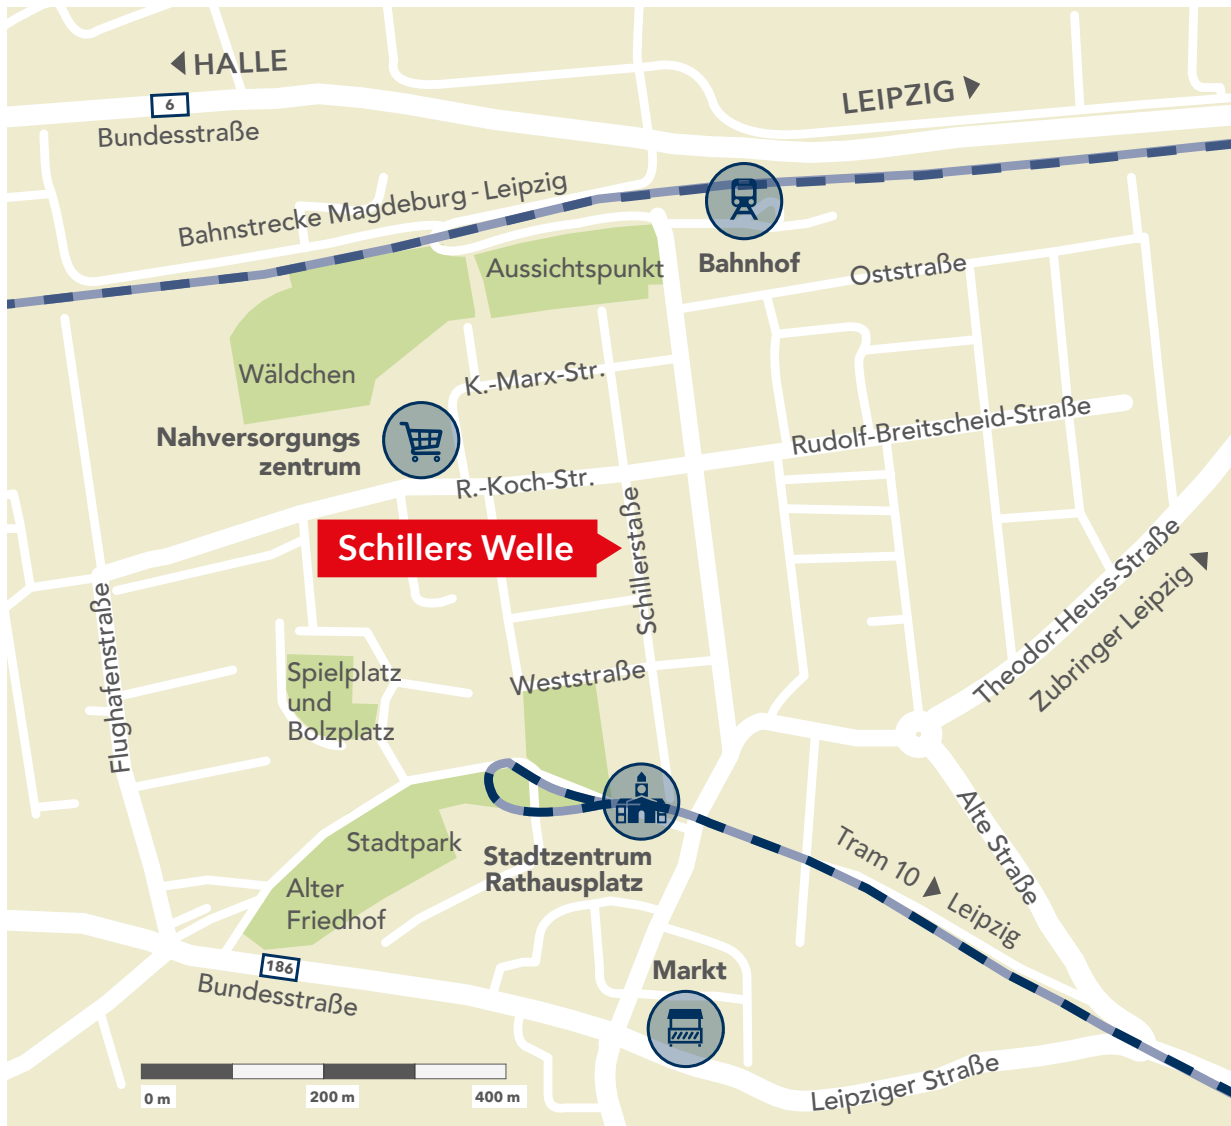 HALLE
6
Bundesstraße
LEIPZIG
Bahnstrecke Magdeburg - Leipzig
Bahnhof
Aussichtspunkt
Oststraße
Wäldchen
K.-Marx-Str.
Nahversorgungs
zentrum
Rudolf-Breitscheid-Straße
R.-Koch-Str.
Schillers Welle
Schillerstaße
Theodor-Heuss-Straße
Zubringer Leipzig
Flughafenstraße
Spielplatz
und
Bolzplatz
Weststraße
Stadtpark
Stadtzentrum
Rathausplatz
Alte Straße
Tram 10
Leipzig
Alter
Friedhof
186
Bundesstraße
Markt
Leipziger Straße
0 m
200 m
400 m